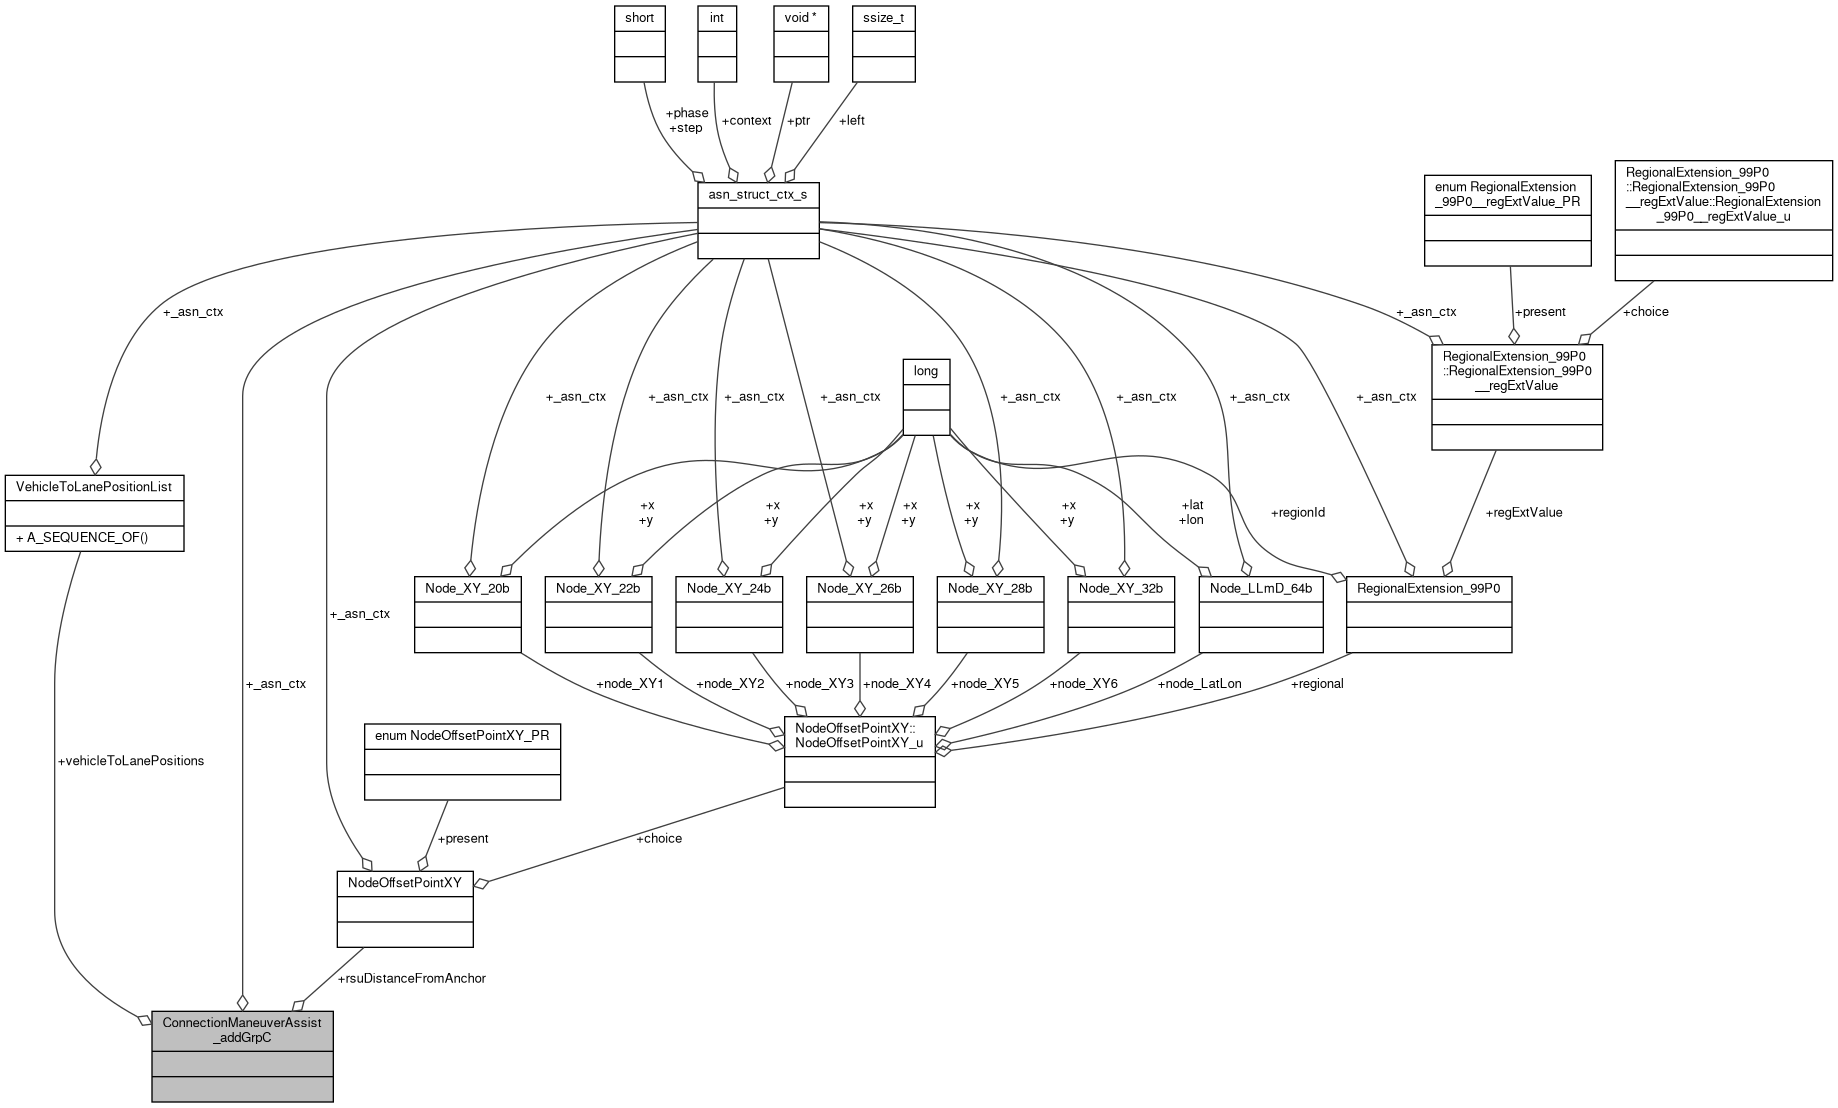 short
int
void *
ssize_t
+phase
+step
+context
+ptr
+left
asn_struct_ctx_s
RegionalExtension_99P0
::RegionalExtension_99P0
__regExtValue::RegionalExtension
_99P0__regExtValue_u
enum RegionalExtension
_99P0__regExtValue_PR
+_asn_ctx
+_asn_ctx
+present
+choice
RegionalExtension_99P0
::RegionalExtension_99P0
__regExtValue
long
+_asn_ctx
+_asn_ctx
+_asn_ctx
+_asn_ctx
+_asn_ctx
+_asn_ctx
+_asn_ctx
+_asn_ctx
VehicleToLanePositionList
+ A_SEQUENCE_OF()
+x
+y
+x
+y
+x
+y
+x
+y
+x
+y
+x
+y
+lat
+lon
+regionId
+regExtValue
Node_XY_20b
Node_XY_22b
Node_XY_24b
Node_XY_26b
Node_XY_28b
Node_XY_32b
Node_LLmD_64b
RegionalExtension_99P0
+_asn_ctx
+_asn_ctx
+node_XY1
+node_XY2
+node_XY3
+node_XY4
+node_XY5
+node_XY6
+node_LatLon
+regional
enum NodeOffsetPointXY_PR
NodeOffsetPointXY::
NodeOffsetPointXY_u
+vehicleToLanePositions
+present
+choice
NodeOffsetPointXY
+rsuDistanceFromAnchor
ConnectionManeuverAssist
_addGrpC